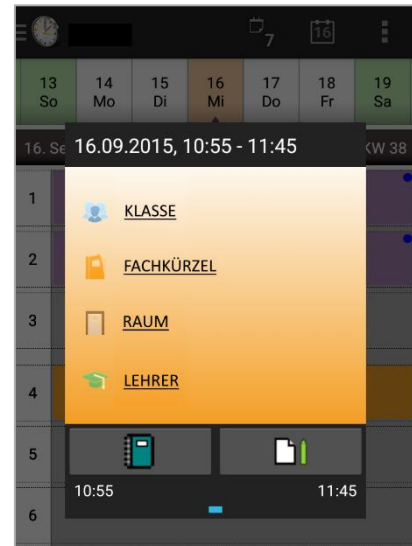 7
16
13 14 15 16 17 18 19
So Mo Di Mi Do Fr Sa
16. Se
KW 38
16.09.2015, 10:55 - 11:45
1
KLASSE
2
FACHKÜRZEL
3
RAUM
4
LEHRER
5
10:55 11:45
6